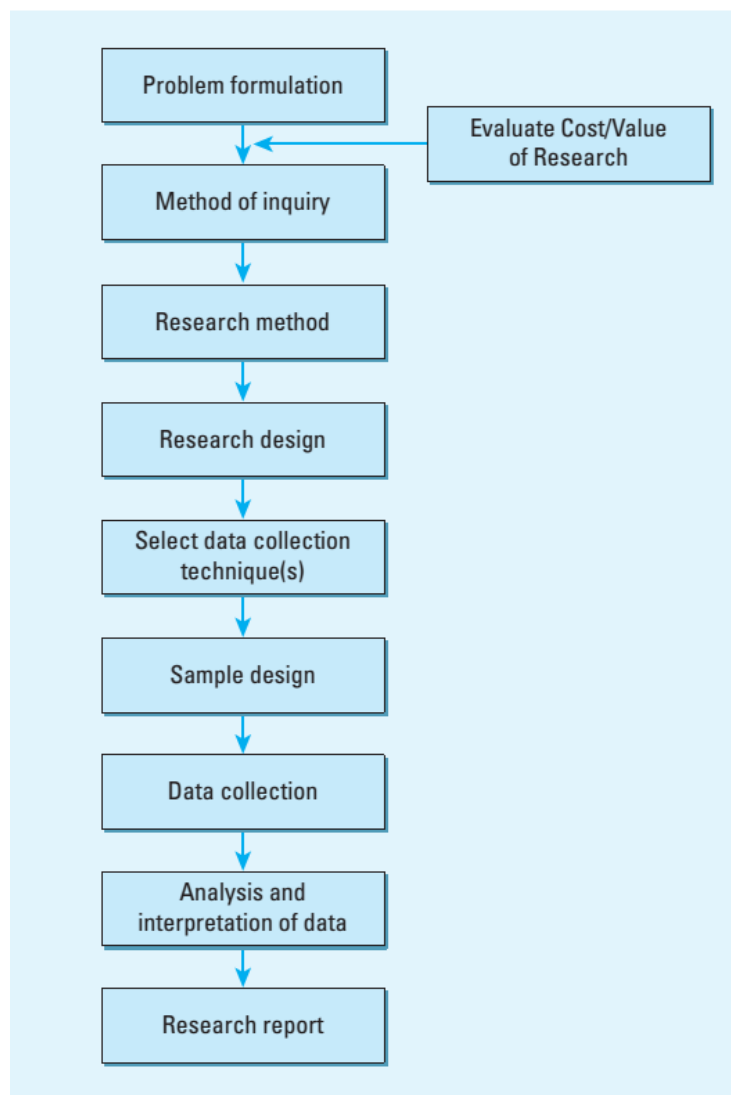 Problem formulation
Evaluate Cost/Value
of Research
Method of inquiry
Research method
Research design
Select data collection
technique(s)
Sample design
Data collection
Analysis and
interpretation of data
Research report